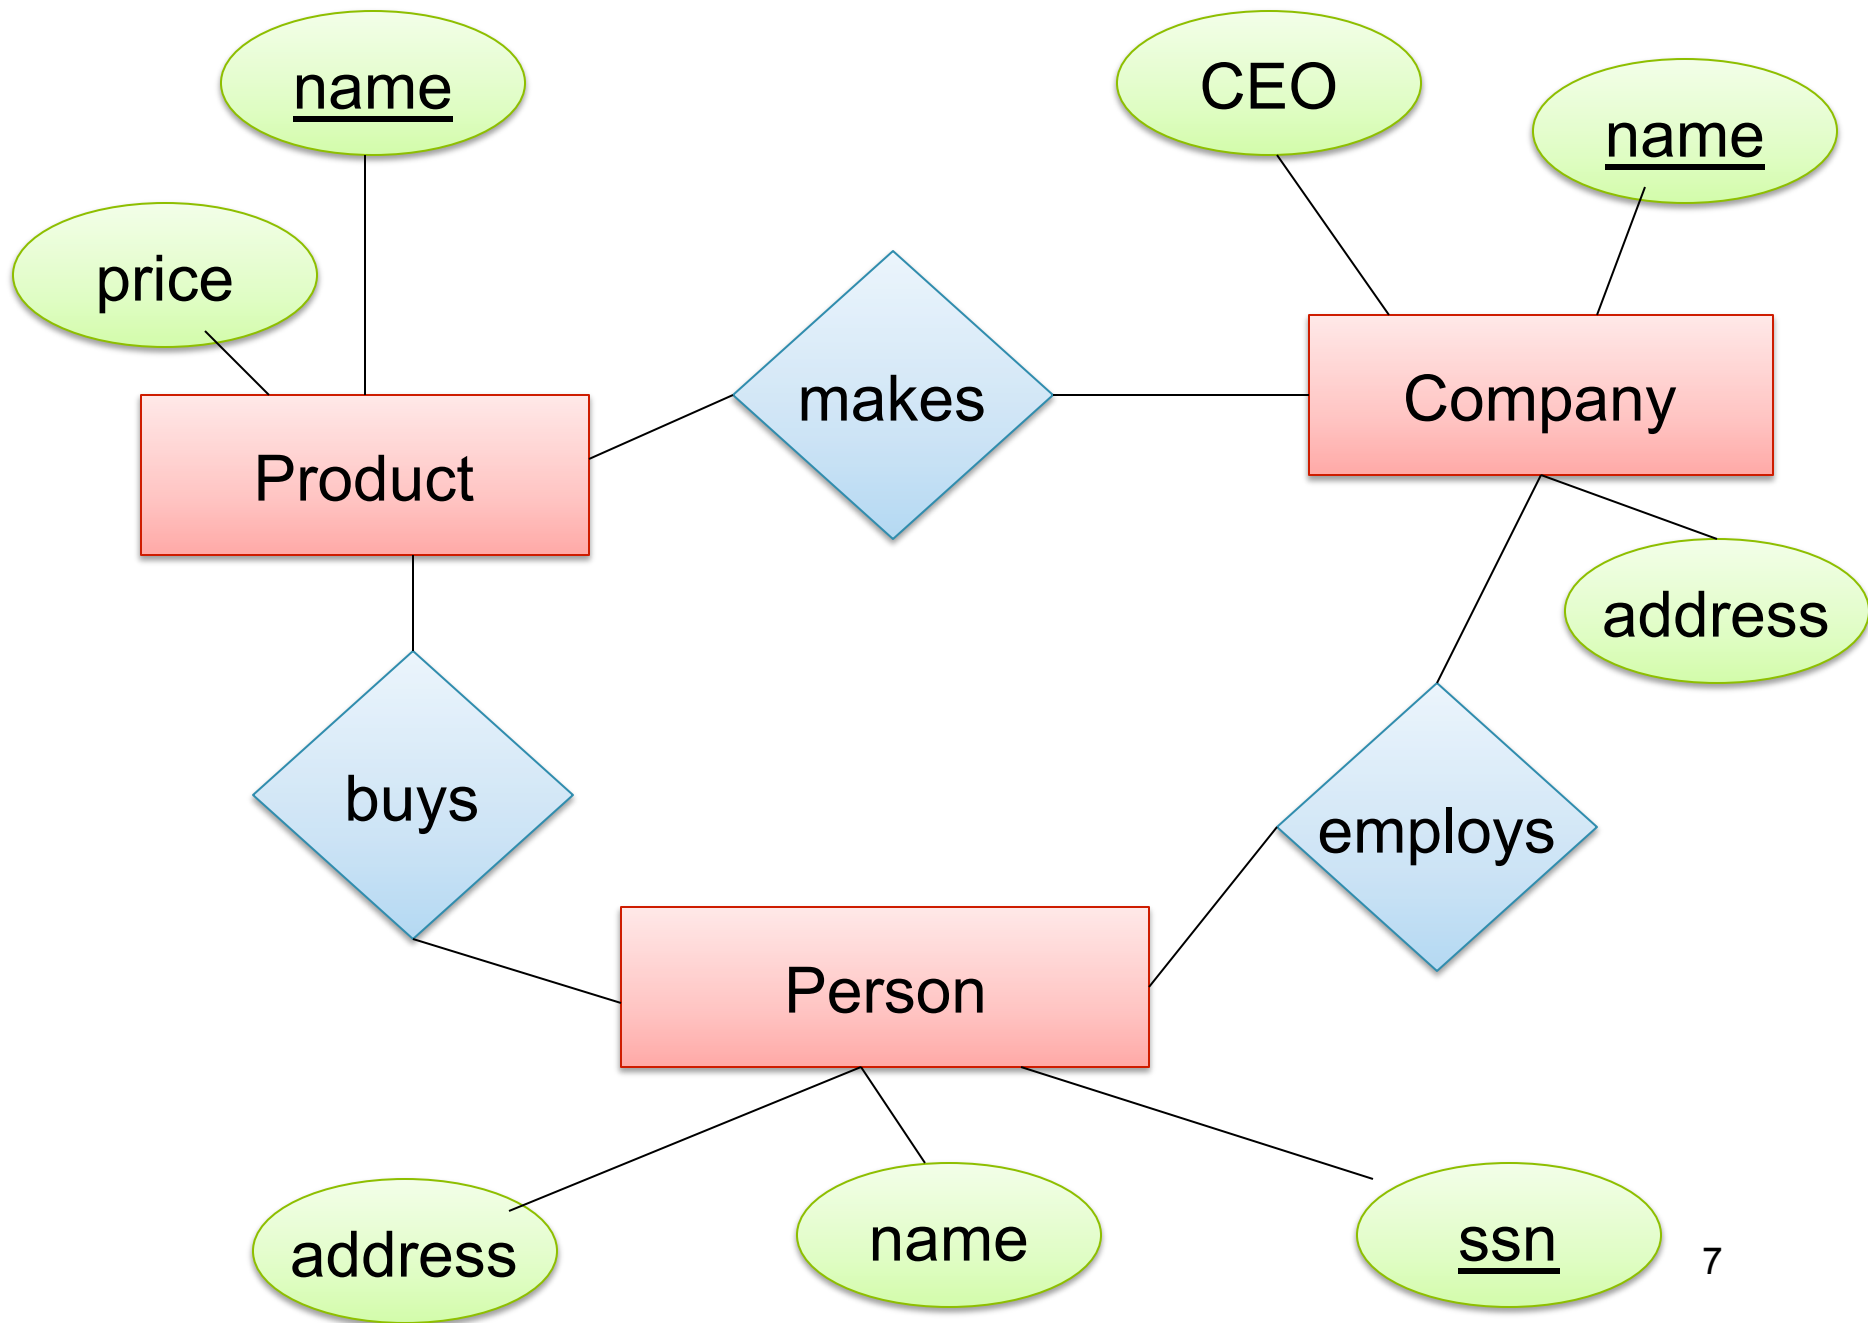 name
CEO
name
price
makes
Company
Product
address
buys
employs
Person
address
name
ssn
7